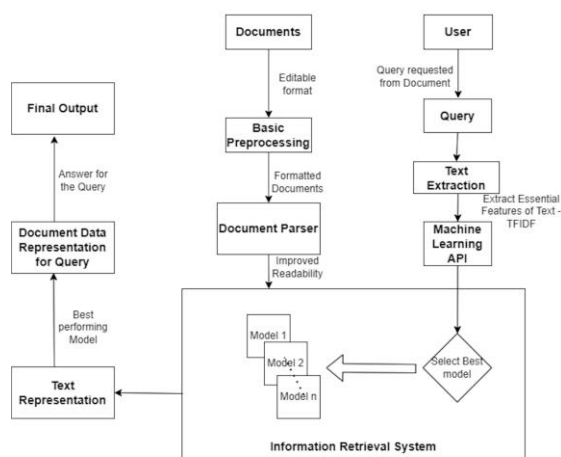 Documents
User
Editable
format
Query requested
from Document
Final Output
Basic
Preprocessing
Query
Answer for
the Query
Formatted
Documents
Text
Extraction
Extract Essential
Features of Text -
TFIDF
Document Data
Representation
for Query
Document Parser
Machine
Learning
API
Improved
Readability
Best
performing
Model
Model 1
Model 2
Model n
Select Best
model
Text
Representation
Information Retrieval System